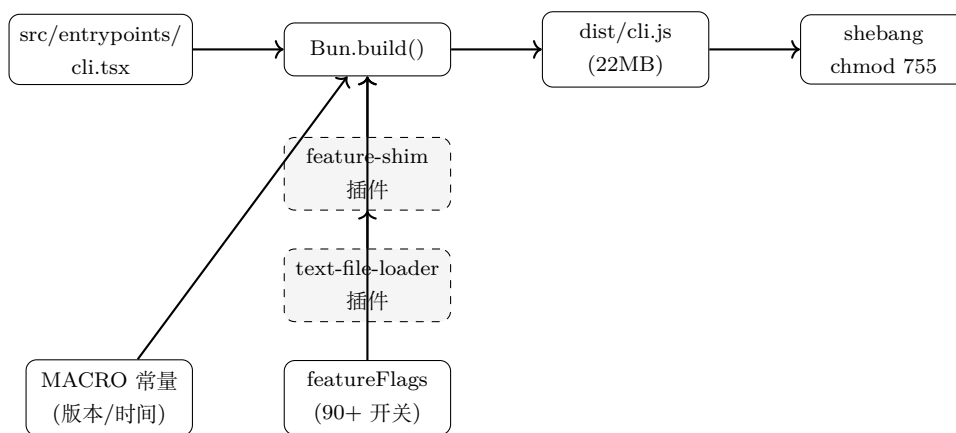 src/entrypoints/
cli.tsx
Bun.build()
dist/cli.js
(22MB)
shebang
chmod 755
feature-shim
插件
text-file-loader
插件
MACRO 常量
(版本/时间)
featureFlags
(90+ 开关)